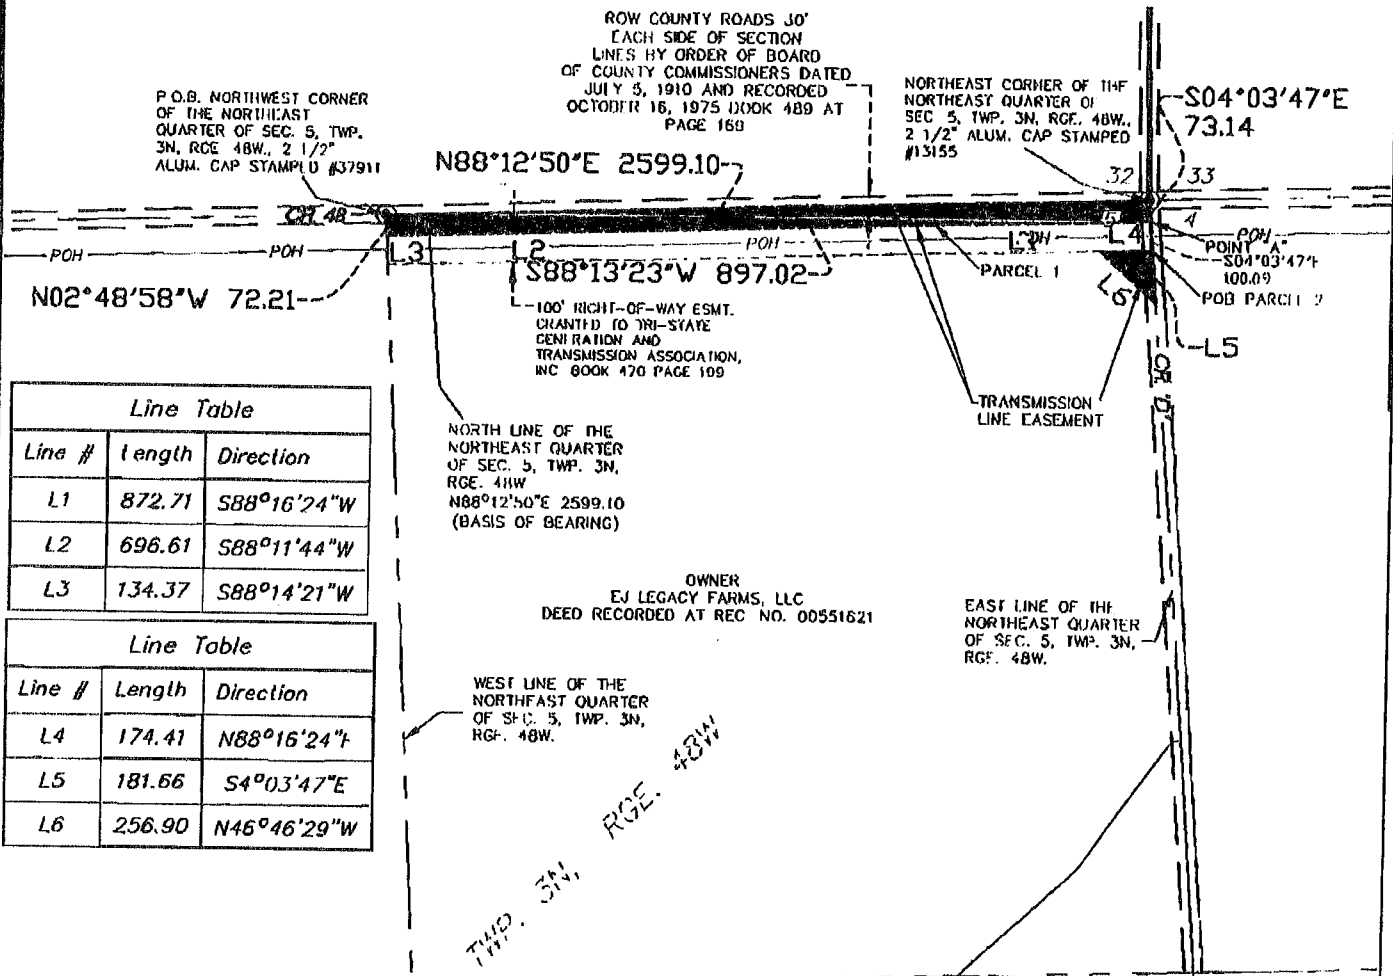 ROW COUNTY ROADS 30'
EACH SIDE OF SECTION
LINES BY ORDER OF BOARD
OF COUNTY COMMISSIONERS DATED
JULY 5, 1910 AND RECORDED
OCTOBER 16, 1975 BOOK 489 AT
PAGE 160
P.O.B. NORTHWEST CORNER
OF THE NORTHEAST
QUARTER OF SEC. 5, TWP.
3N, RGE 48W., 2 1/2"
ALUM. CAP STAMPED #37911
NORTHEAST CORNER OF THE
NORTHEAST QUARTER OF
SEC 5, TWP. 3N, RGE. 48W.,
2 1/2" ALUM. CAP STAMPED
#13155
S04°03'47"E
73.14
N88°12'50"E 2599.10
32
33
CR 48
5
4
L3
L2
L4
POH
POH
POH
POH
POH
S88°13'23"W 897.02
PARCEL 1
POINT "A"
S04°03'47"E
100.09
POB PARCEL 2
N02°48'58"W 72.21
L6
L5
100' RIGHT-OF-WAY ESMT.
GRANTED TO TRI-STATE
GENERATION AND
TRANSMISSION ASSOCIATION,
INC BOOK 470 PAGE 109
TRANSMISSION
LINE EASEMENT
CR 'D'
Line Table
Line # Length Direction
L1 872.71 S88°16'24"W
L2 696.61 S88°11'44"W
L3 134.37 S88°14'21"W
NORTH LINE OF THE
NORTHEAST QUARTER
OF SEC. 5, TWP. 3N,
RGE. 48W
N88°12'50"E 2599.10
(BASIS OF BEARING)
OWNER
EJ LEGACY FARMS, LLC
DEED RECORDED AT REC NO. 00551621
EAST LINE OF THE
NORTHEAST QUARTER
OF SEC. 5, TWP. 3N,
RGE. 48W.
Line Table
Line # Length Direction
L4 174.41 N88°16'24"E
L5 181.66 S4°03'47"E
L6 256.90 N46°46'29"W
WEST LINE OF THE
NORTHEAST QUARTER
OF SEC. 5, TWP. 3N,
RGE. 48W.
TWP. 3N, RGE. 48W